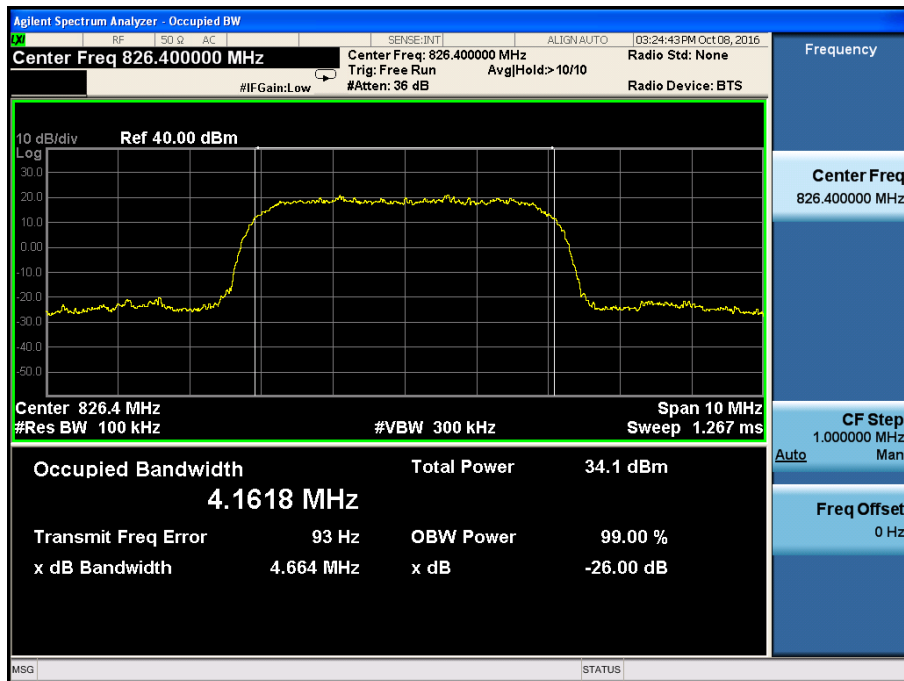 Agilent Spectrum Analyzer - Occupied BW
LXI RF 50 Ω AC SENSE:INT ALIGN AUTO 03:24:43 PM Oct 08, 2016
Center Freq 826.400000 MHz
Center Freq: 826.400000 MHz
Radio Std: None
Trig: Free Run Avg|Hold:>10/10
#IFGain:Low
#Atten: 36 dB
Radio Device: BTS
10 dB/div Ref 40.00 dBm
Log
30.0
20.0
10.0
0.00
-10.0
-20.0
-30.0
-40.0
-50.0
Center 826.4 MHz Span 10 MHz
#Res BW 100 kHz #VBW 300 kHz Sweep 1.267 ms
Occupied Bandwidth Total Power 34.1 dBm
4.1618 MHz
Transmit Freq Error 93 Hz OBW Power 99.00 %
x dB Bandwidth 4.664 MHz x dB -26.00 dB
Frequency
Center Freq
826.400000 MHz
CF Step
1.000000 MHz
Auto Man
Freq Offset
0 Hz
MSG STATUS